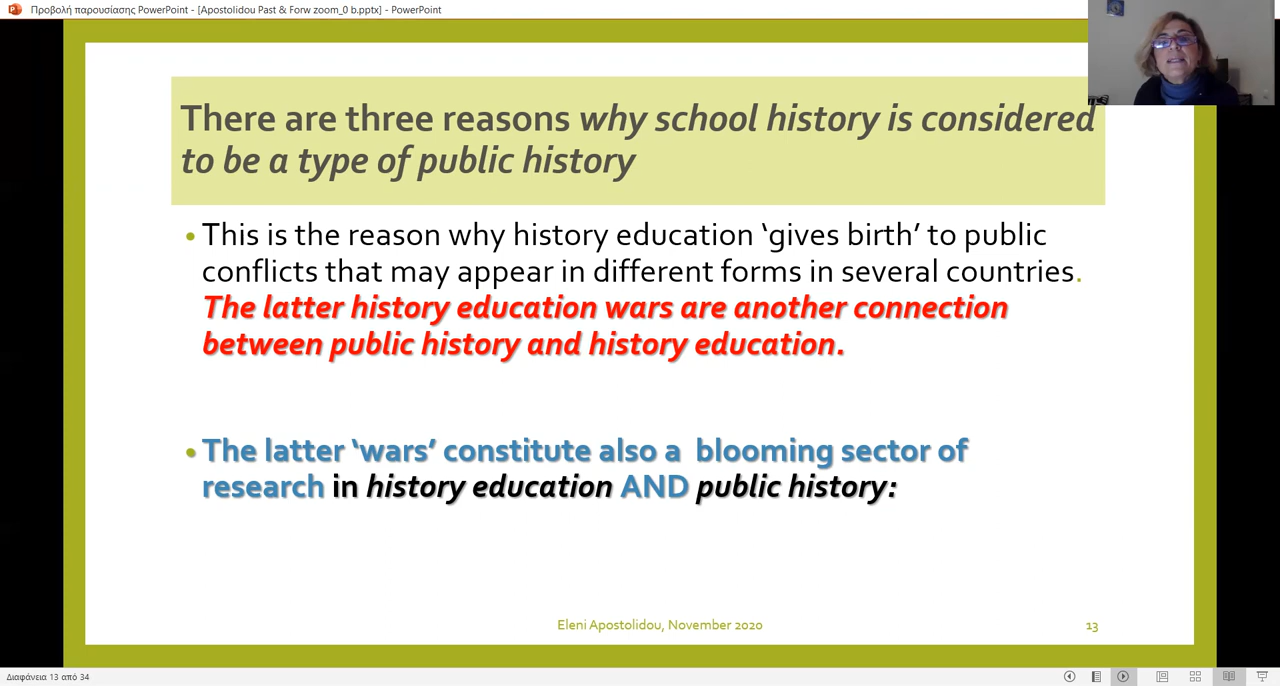 Προβολή παρουσίασης PowerPoint - [Apostolidou Past & Forw zoom_0 b.pptx] - PowerPoint
There are three reasons why school history is considered
to be a type of public history
• This is the reason why history education ‘gives birth’ to public
conflicts that may appear in different forms in several countries.
The latter history education wars are another connection
between public history and history education.
• The latter ‘wars’ constitute also a  blooming sector of
research in history education AND public history:
Eleni Apostolidou, November 2020
13
Διαφάνεια 13 από 34